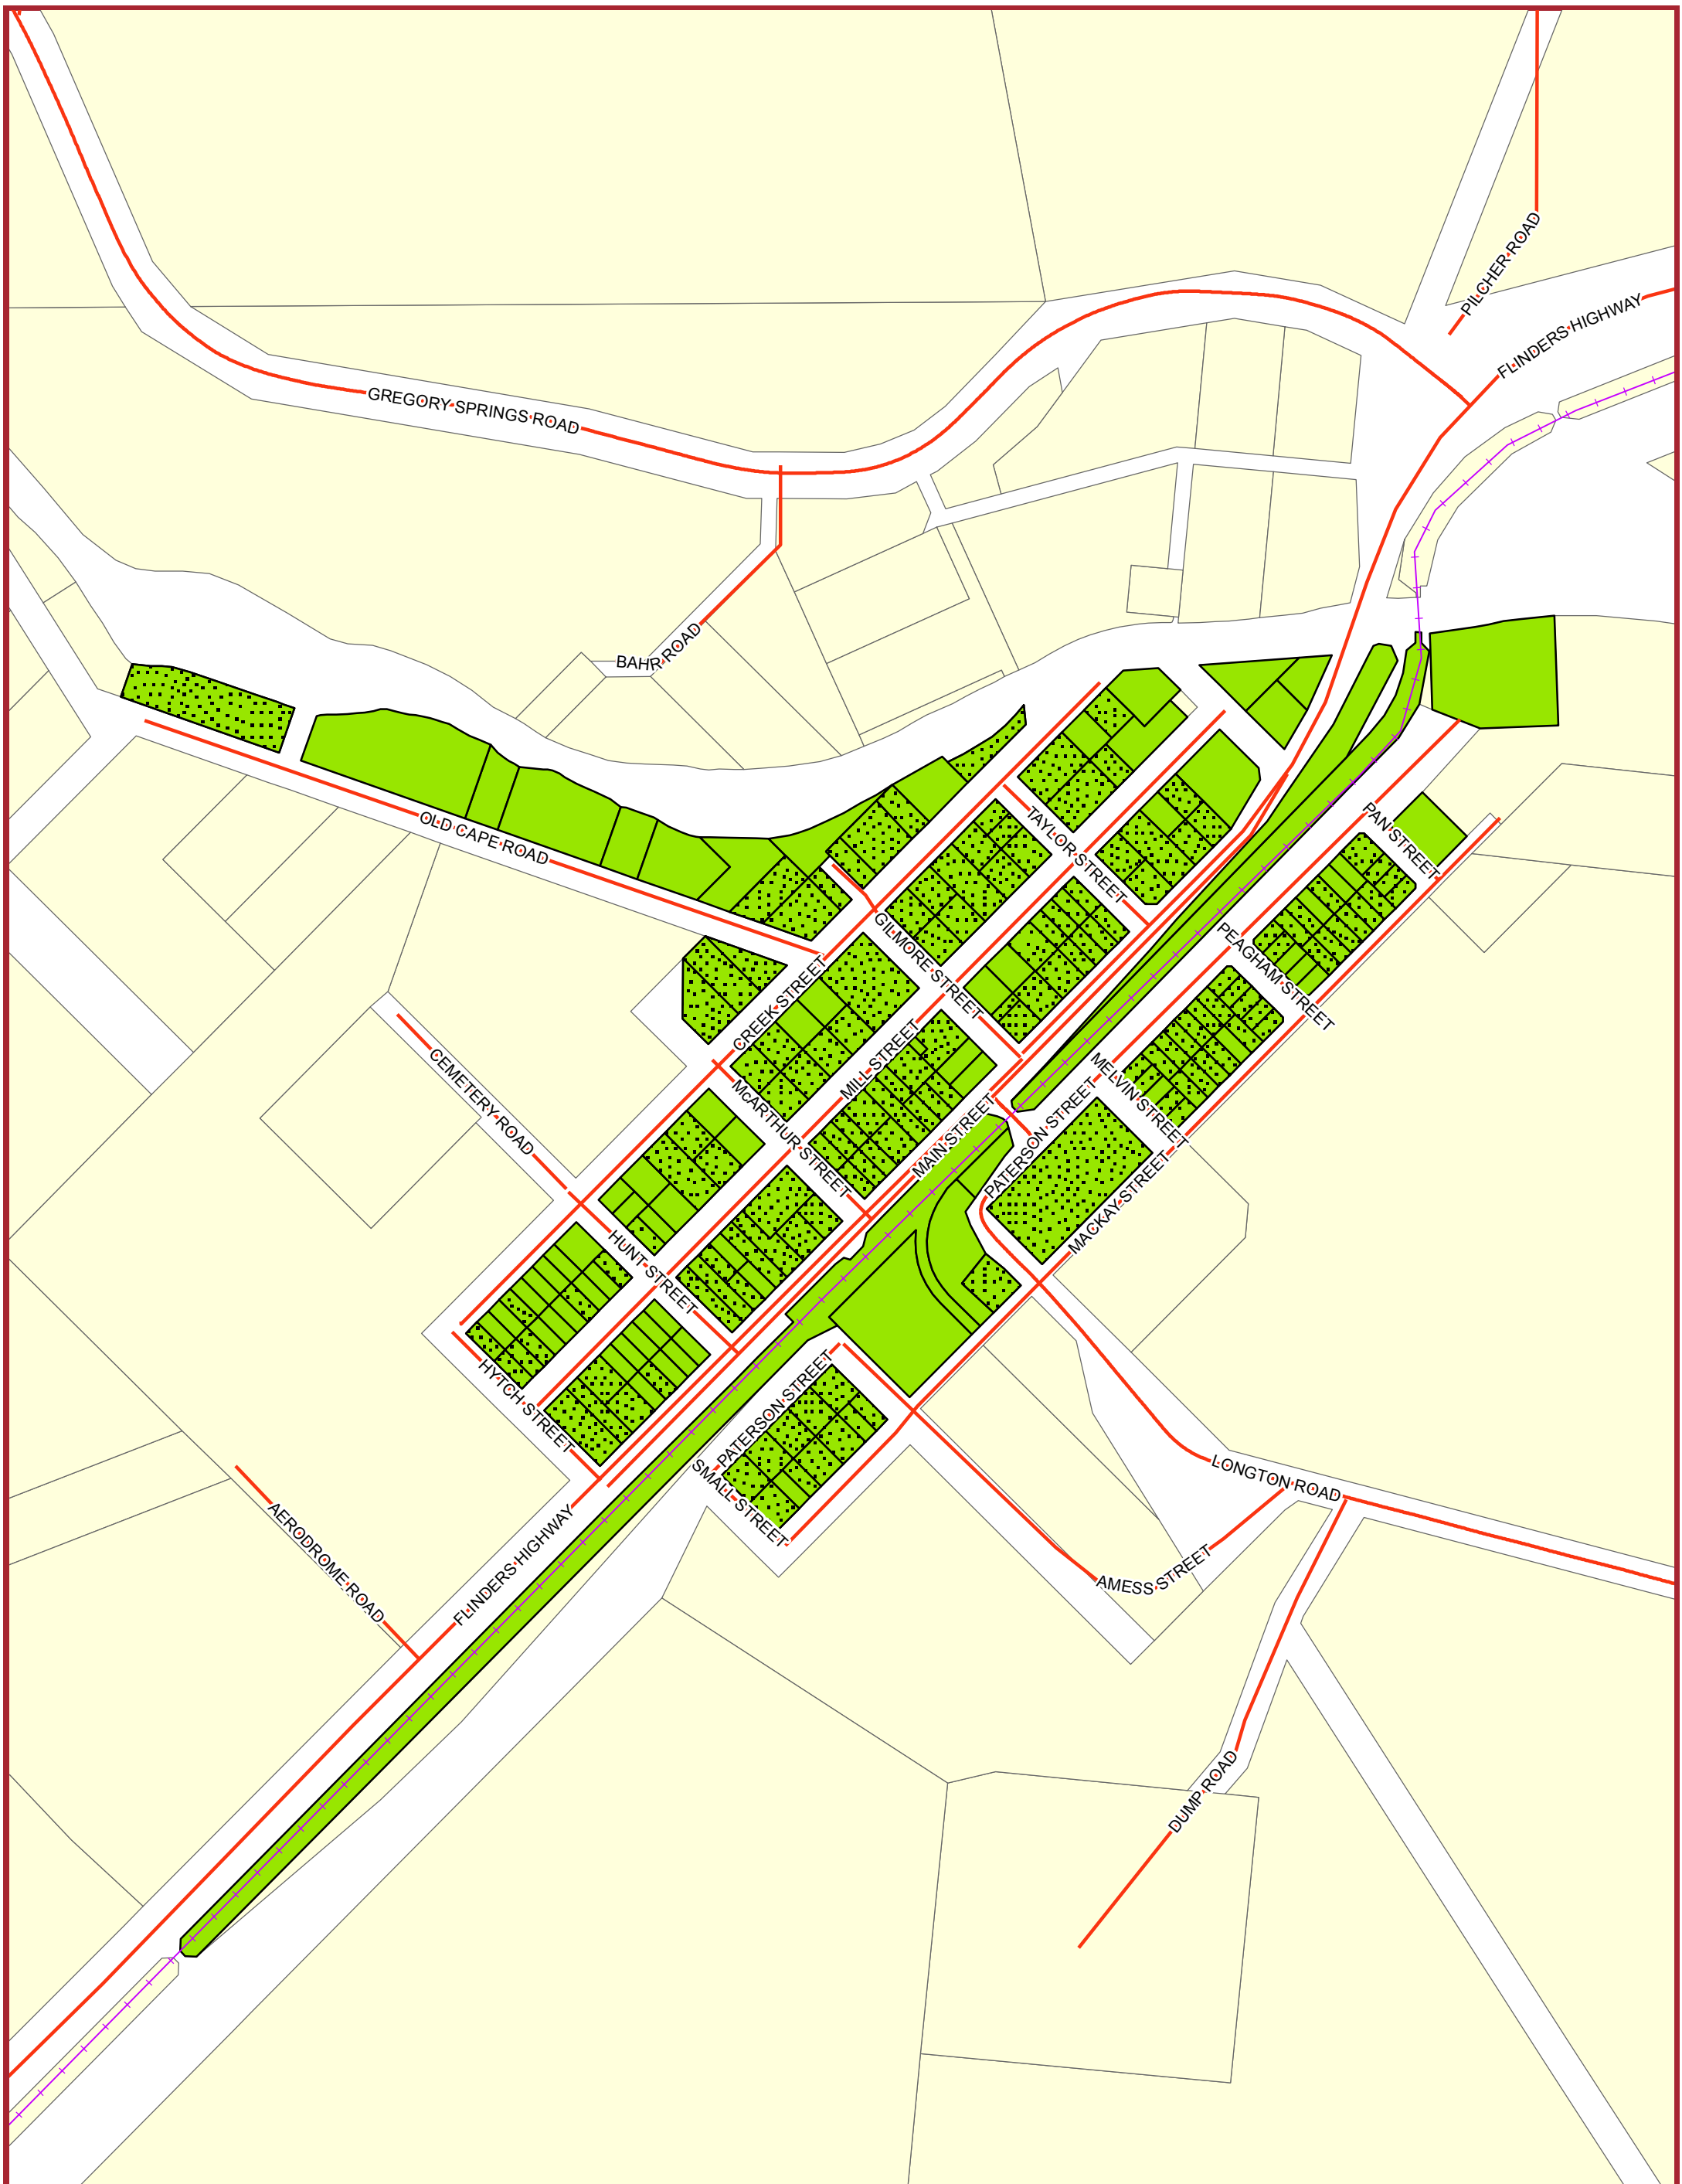 PILCHER ROAD
FLINDERS HIGHWAY
GREGORY SPRINGS ROAD
BAHR ROAD
OLD CAPE ROAD
TAYLOR STREET
PAN STREET
GILMORE STREET
PEAGHAM STREET
CREEK STREET
MILL STREET
CEMETERY ROAD
McARTHUR STREET
MAIN STREET
MELVIN STREET
PATERSON STREET
MACKAY STREET
HUNT STREET
HYTCH STREET
PATERSON STREET
SMALL STREET
LONGTON ROAD
AERODROME ROAD
FLINDERS HIGHWAY
AMESS STREET
DUMP ROAD